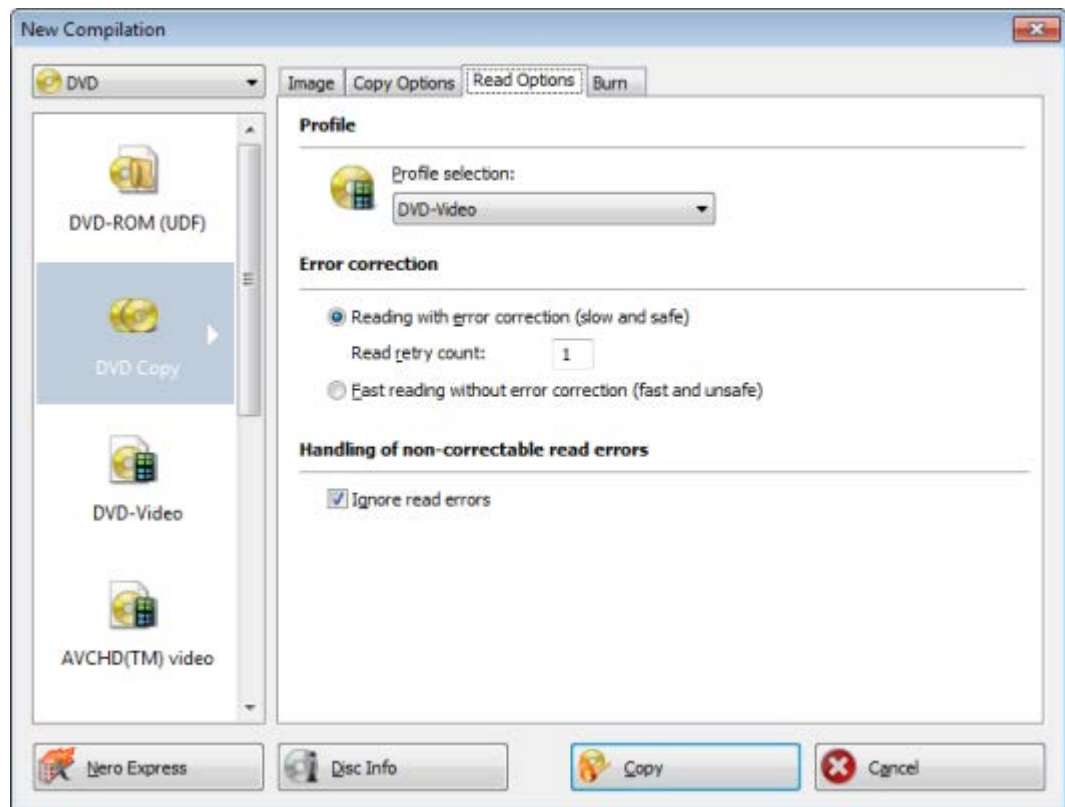 New Compilation
DVD
Image Copy Options Read Options Burn
DVD-ROM (UDF)
DVD Copy
DVD-Video
AVCHD(TM) video
Profile
Profile selection:
DVD-Video
Error correction
Reading with error correction (slow and safe)
Read retry count: 1
Fast reading without error correction (fast and unsafe)
Handling of non-correctable read errors
Ignore read errors
Nero Express Disc Info Copy Cancel